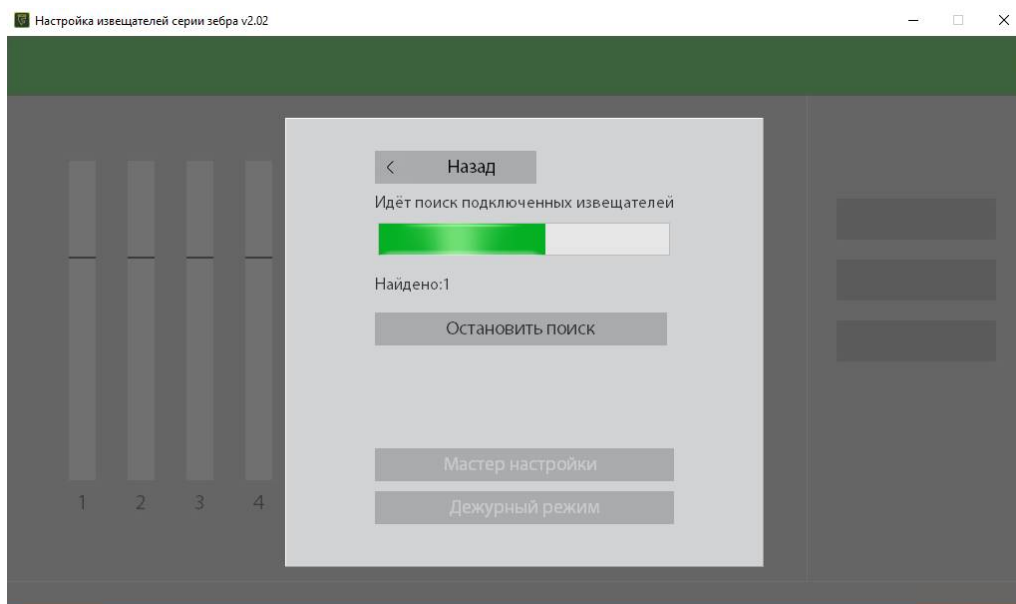 Настройка извещателей серии зебра v2.02
< Назад
Идёт поиск подключенных извещателей
Найдено:1
Остановить поиск
Мастер настройки
Дежурный режим
1 2 3 4